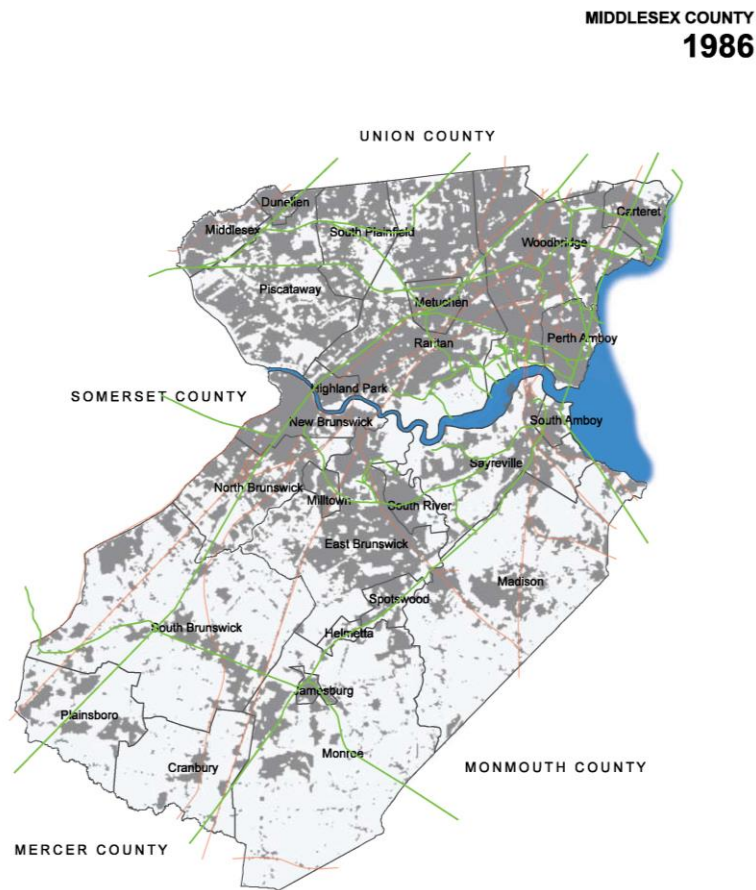 MIDDLESEX COUNTY
1986
UNION COUNTY
Dunellen
Carteret
Middlesex
South Plainfield
Woodbridge
Piscataway
Metuchen
Perth Amboy
Raritan
Highland Park
SOMERSET COUNTY
New Brunswick
South Amboy
Sayreville
North Brunswick
Milltown
South River
East Brunswick
Madison
Spotswood
South Brunswick
Helmetta
Jamesburg
Plainsboro
Monroe
Cranbury
MONMOUTH COUNTY
MERCER COUNTY